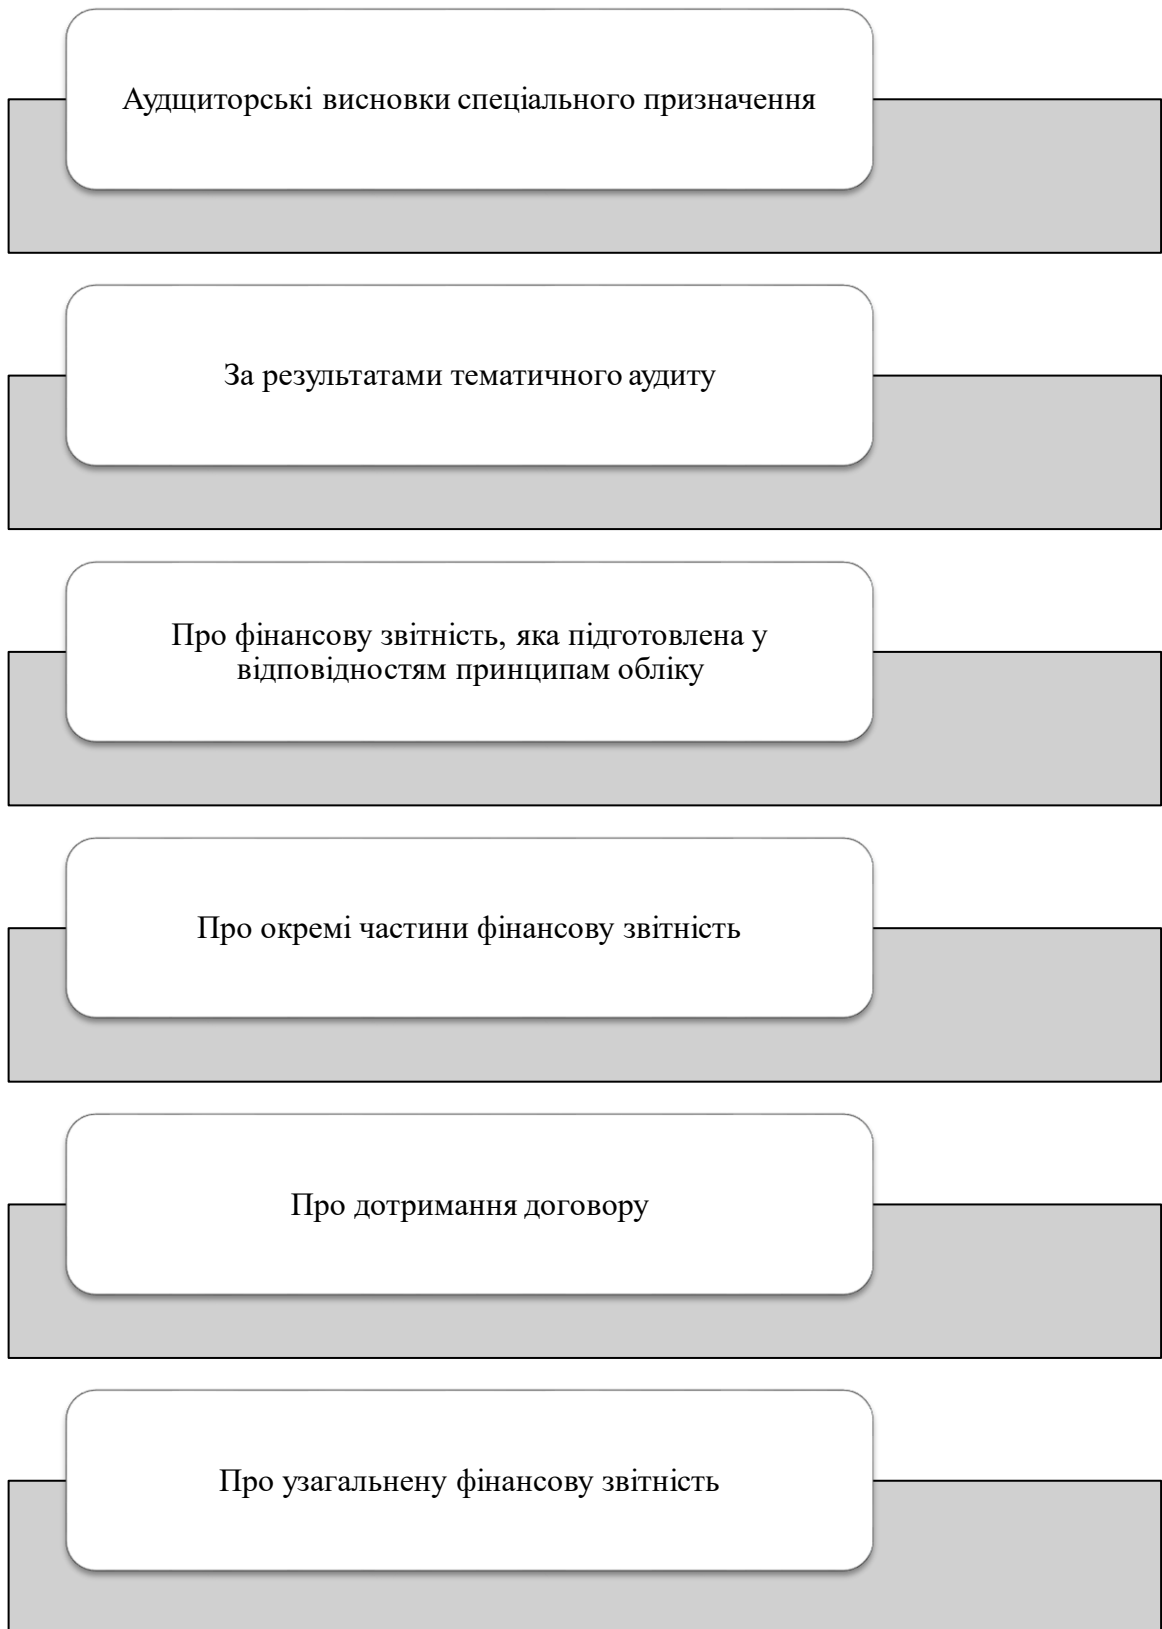 Аудщиторські висновки спеціального призначення
За результатами тематичного аудиту
Про фінансову звітність, яка підготовлена у
відповідностям принципам обліку
Про окремі частини фінансову звітність
Про дотримання договору
Про узагальнену фінансову звітність